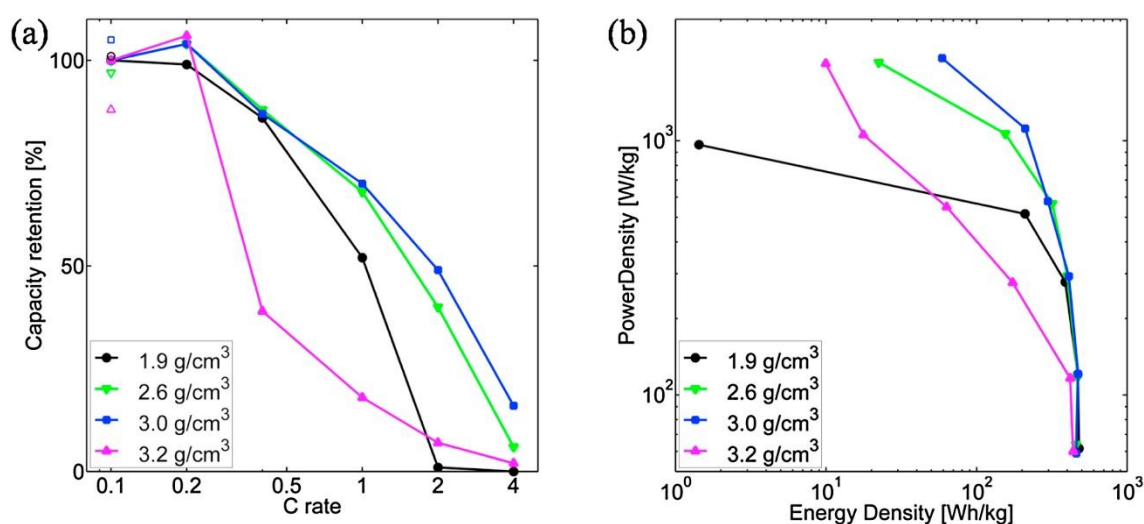 (a)
Capacity retention [%]
100
50
0
1.9 g/cm³
2.6 g/cm³
3.0 g/cm³
3.2 g/cm³
0.1 0.2 0.5 1 2 4
C rate
(b)
PowerDensity [W/kg]
10³
10²
1.9 g/cm³
2.6 g/cm³
3.0 g/cm³
3.2 g/cm³
10⁰ 10¹ 10² 10³
Energy Density [Wh/kg]